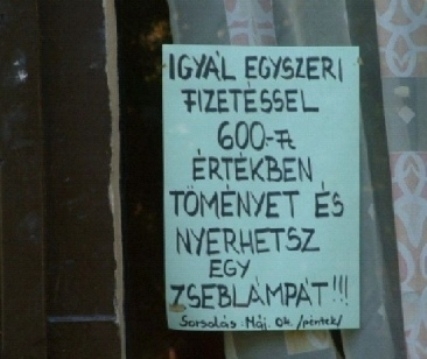 IGYÁL EGYSZERI
FIZETÉSSEL
600.-Ft
ÉRTÉKBEN
TÖMÉNYET ÉS
NYERHETSZ
EGY
ZSEBLÁMPÁT!!!
Sorsolás Máj. 04. /péntek/